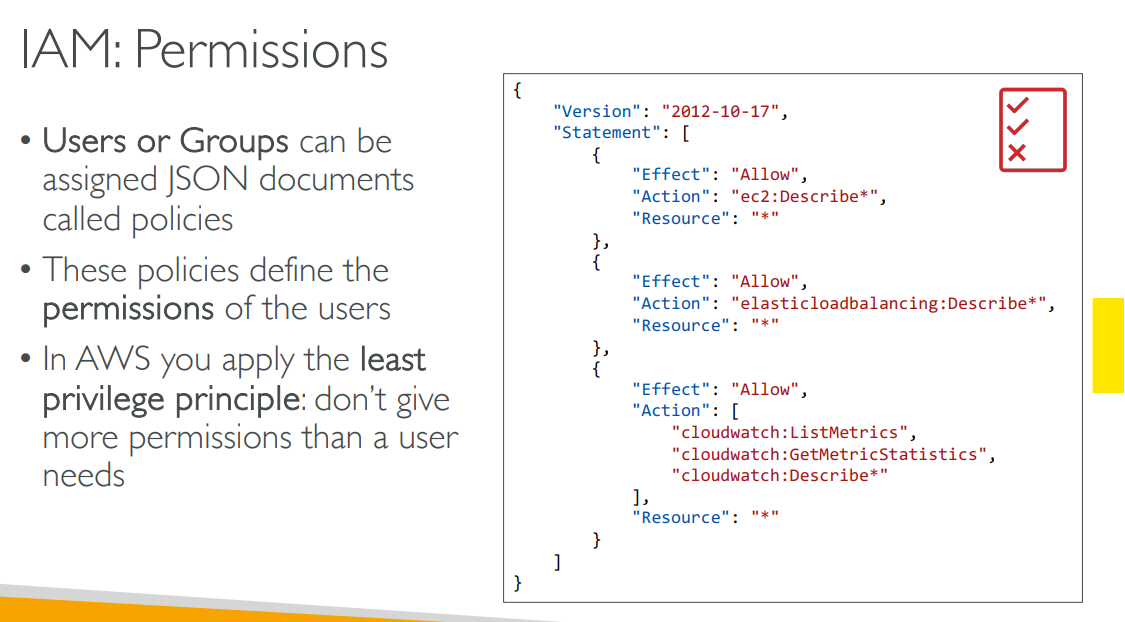 IAM: Permissions
• Users or Groups can be
assigned JSON documents
called policies
• These policies define the
permissions of the users
• In AWS you apply the least
privilege principle: don’t give
more permissions than a user
needs
{
    "Version": "2012-10-17",
    "Statement": [
        {
            "Effect": "Allow",
            "Action": "ec2:Describe*",
            "Resource": "*"
        },
        {
            "Effect": "Allow",
            "Action": "elasticloadbalancing:Describe*",
            "Resource": "*"
        },
        {
            "Effect": "Allow",
            "Action": [
                "cloudwatch:ListMetrics",
                "cloudwatch:GetMetricStatistics",
                "cloudwatch:Describe*"
            ],
            "Resource": "*"
        }
    ]
}